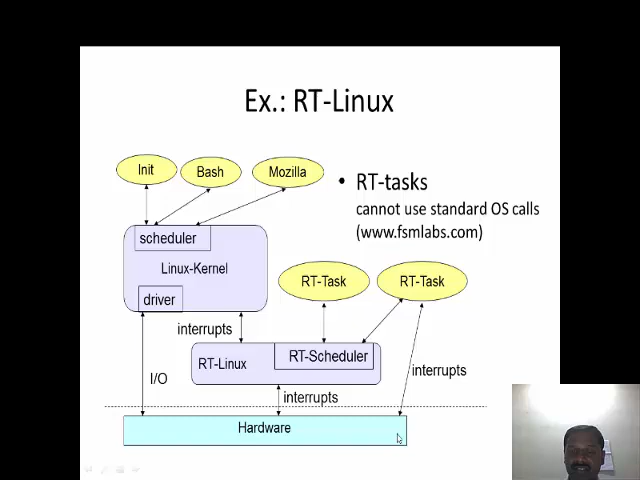 Ex.: RT-Linux
Init
Bash
Mozilla
• RT-tasks
cannot use standard OS calls
(www.fsmlabs.com)
scheduler
Linux-Kernel
driver
RT-Task
RT-Task
interrupts
RT-Linux
RT-Scheduler
I/O
interrupts
interrupts
Hardware